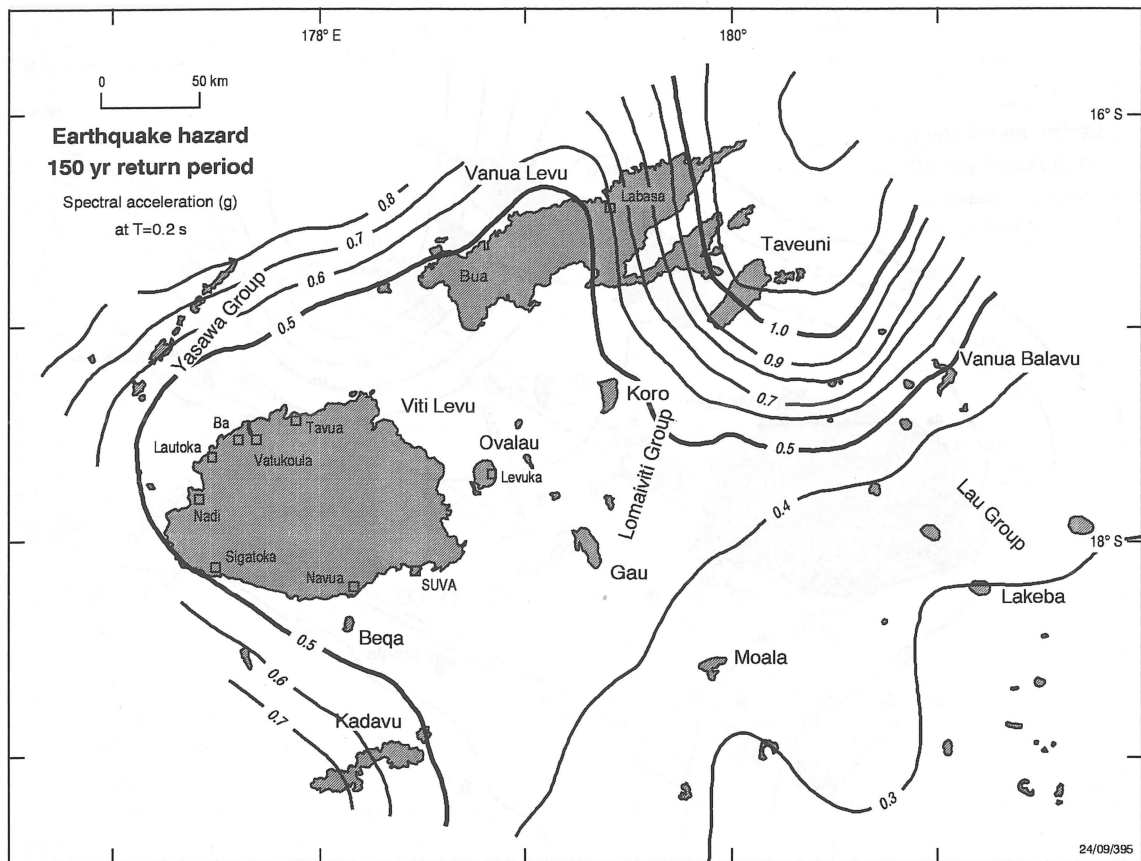 178° E
180°
0 50 km
Earthquake hazard
150 yr return period
Spectral acceleration (g)
at T=0.2 s
16° S
Vanua Levu
Labasa
0.8
0.7
0.6
0.5
Bua
Taveuni
Yasawa Group
1.0
0.9
0.7
0.5
Vanua Balavu
Koro
Viti Levu
Ba
Tavua
Lautoka
Vatukoula
Ovalau
Levuka
Lomaiviti Group
0.4
Nadi
Lau Group
18° S
Sigatoka
Navua
SUVA
Gau
Lakeba
Beqa
0.5
Moala
0.6
0.7
Kadavu
0.3
24/09/395